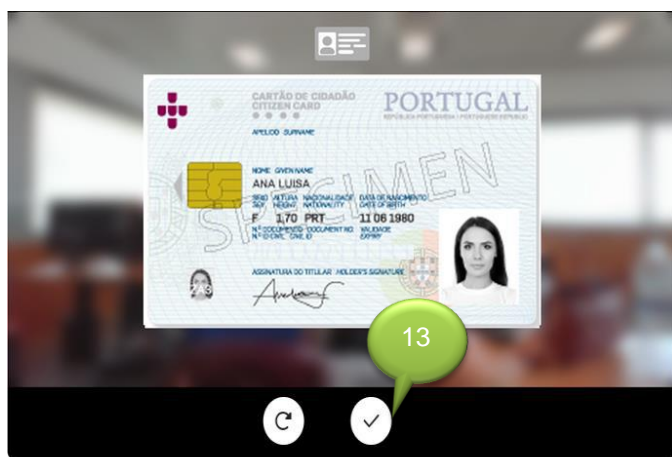 CARTÃO DE CIDADÃO
CITIZEN CARD
PORTUGAL
REPÚBLICA PORTUGUESA / PORTUGUESE REPUBLIC
APELIDO SURNAME
NOME GIVEN NAME
ANA LUISA
SEXO ALTURA NACIONALIDADE DATA DE NASCIMENTO
SEX HEIGHT NATIONALITY DATE OF BIRTH
F 1,70 PRT 11 06 1980
Nº DOCUMENTO DOCUMENT NO. VALIDADE
Nº ID CIVIL CIVIL ID EXPIRY
SPECIMEN
ASSINATURA DO TITULAR HOLDER'S SIGNATURE
13